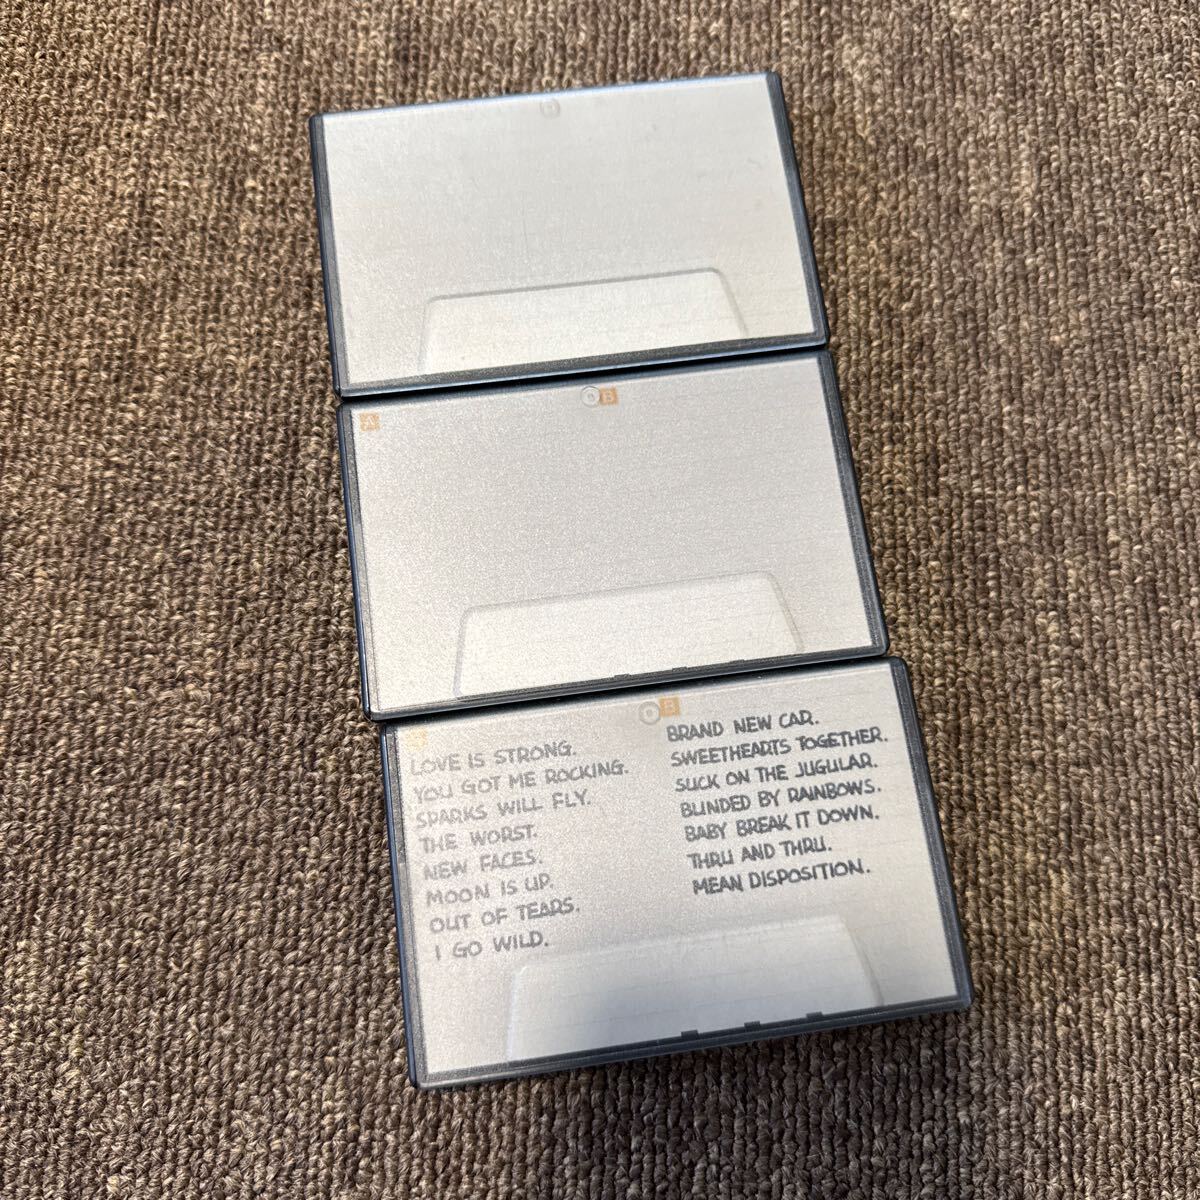 A
B
B
LOVE IS STRONG.
YOU GOT ME ROCKING.
SPARKS WILL FLY.
THE WORST.
NEW FACES.
MOON IS UP.
OUT OF TEARS.
I GO WILD.
BRAND NEW CAR.
SWEETHEARTS TOGETHER.
SUCK ON THE JUGULAR.
BLINDED BY RAINBOWS.
BABY BREAK IT DOWN.
THRU AND THRU.
MEAN DISPOSITION.